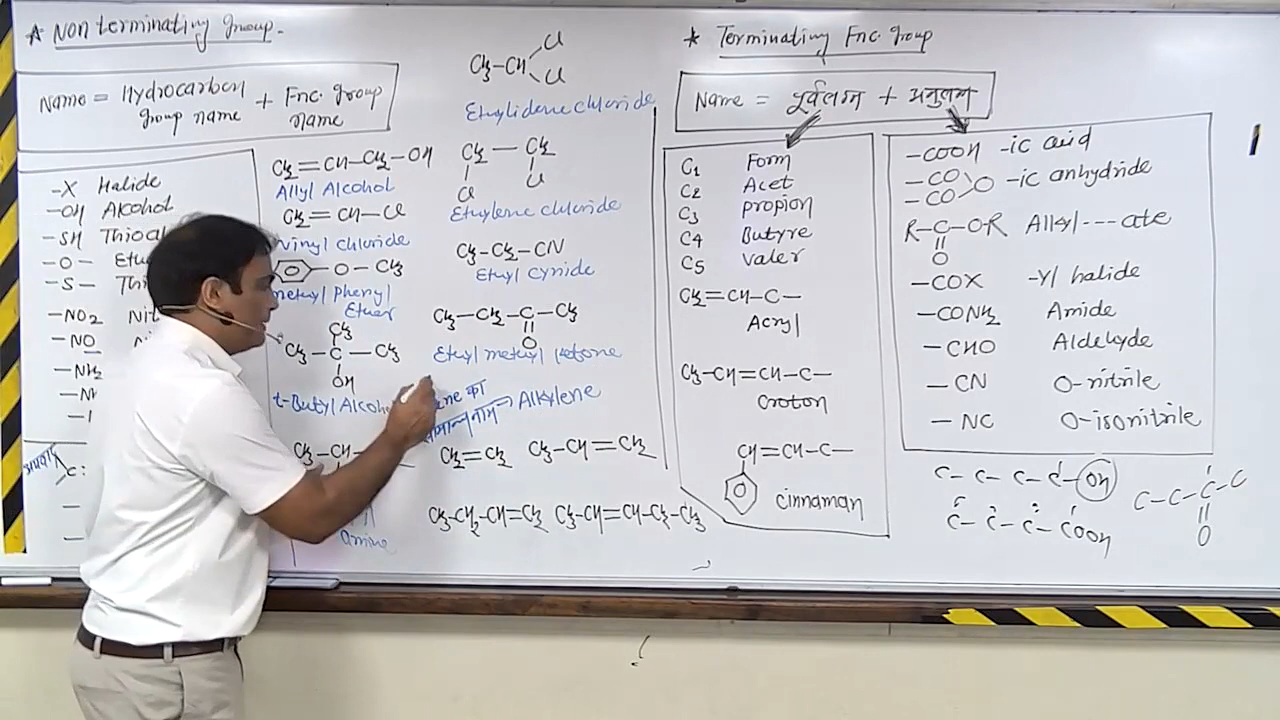 * Non terminating group.
Name = Hydrocarbon group name + Fnc. group name
-X Halide
-OH Alcohol
-SH
-O-
-S-
-NO2
-NO
-NH2
C:
CH2=CH-CH2-OH
Allyl Alcohol
CH2=CH-Cl
Vinyl chloride
-O-CH3
methyl phenyl
Ether
CH3
CH3-C-CH3
OH
t-Butyl Alcohol
CH3-CH
amine
CH3-CH
Cl
Cl
Ethylidene chloride
CH2-CH2
Cl
Cl
Ethylene chloride
CH3-CH2-CN
Ethyl cynide
CH3-CH2-C-CH3
O
Ethyl methyl ketone
का
Alkylene
CH2=CH2
CH3-CH=CH2
CH3-CH2-CH=CH2
CH3-CH=CH-CH2-CH3
* Terminating Fnc. group
Name = पूर्वलग्न + अनुलग्न
C1 Form
C2 Acet
C3 Propion
C4 Butyre
C5 Valer
CH2=CH-C-
Acryl
CH3-CH=CH-C-
Croton
CH=CH-C-
cinnaman
-COOH -ic acid
-CO
-CO
O -ic anhydride
R-C-OR Alkyl---ate
O
-COX -yl halide
-CONH2 Amide
-CHO Aldehyde
-CN O-nitrile
-NC O-isonitrile
C-C-C-C-OH
C-C-C-COOH
C-C-C-C
O